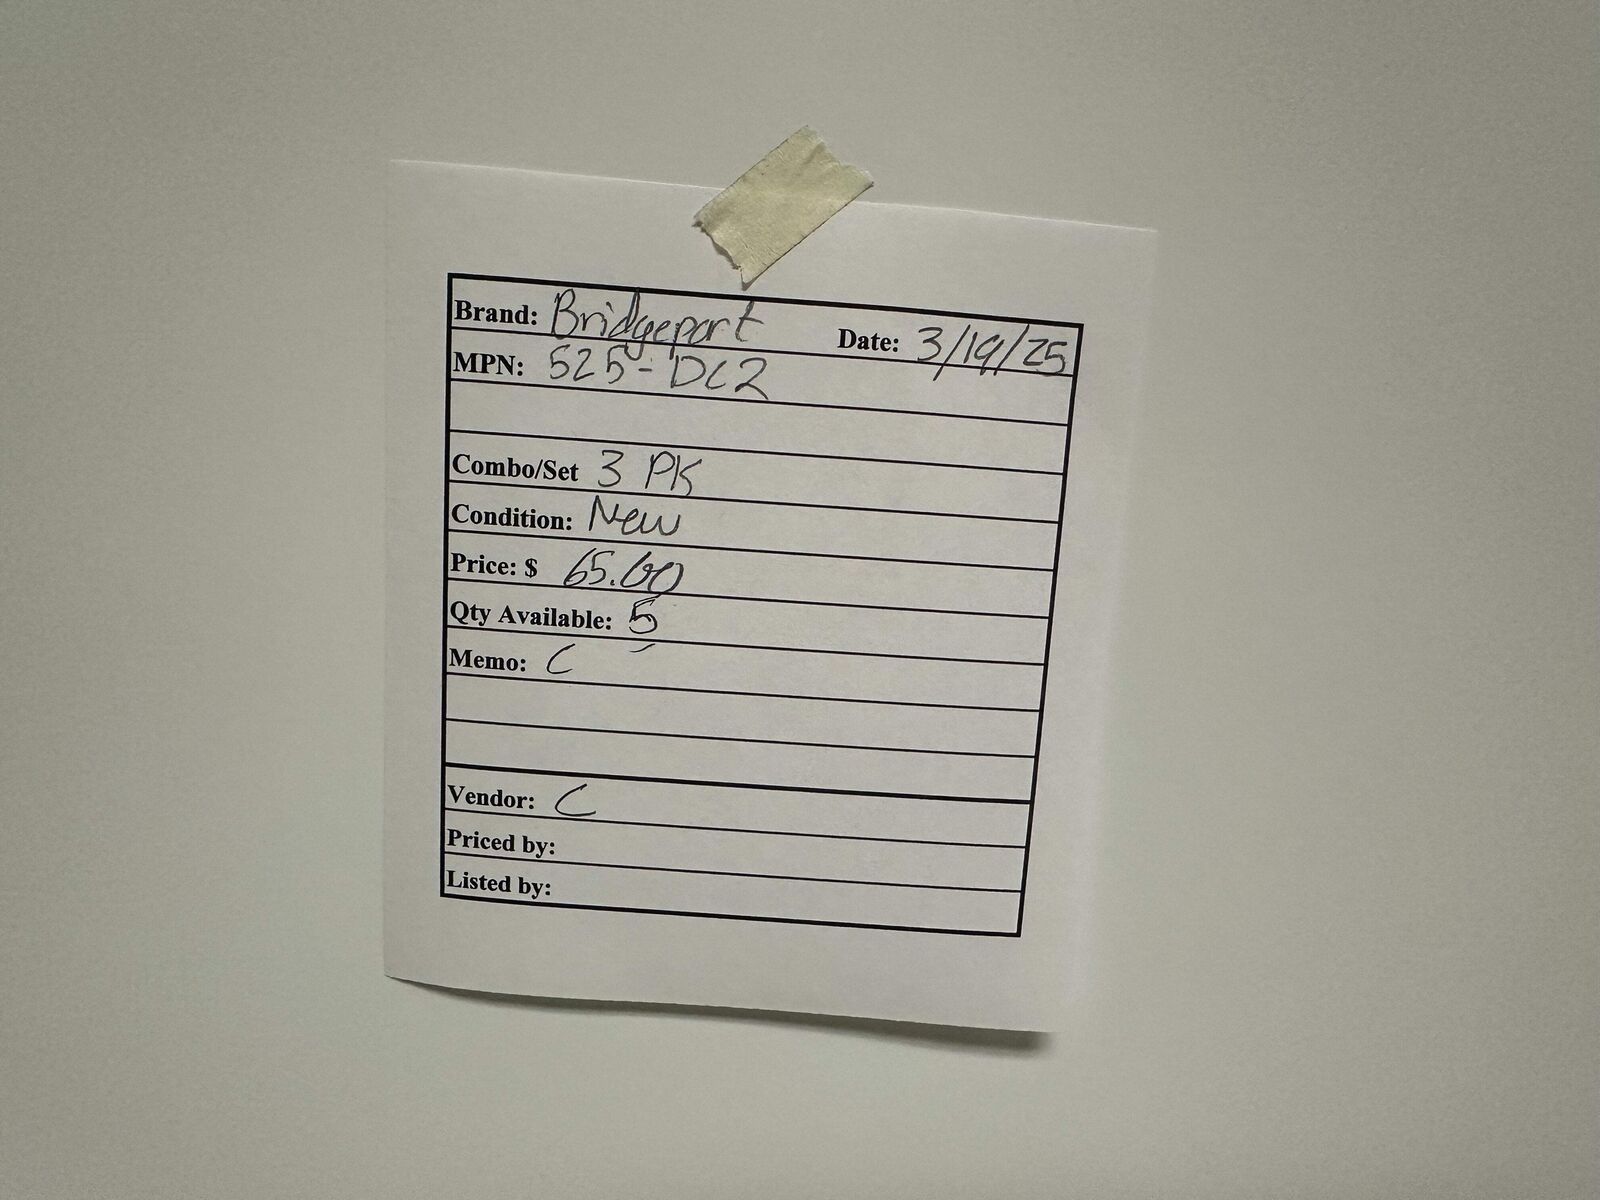 Brand: Bridgeport Date: 3/19/25
MPN: 525-DC2
Combo/Set 3 PK
Condition: New
Price: $ 65.00
Qty Available: 5
Memo: C
Vendor: C
Priced by:
Listed by: